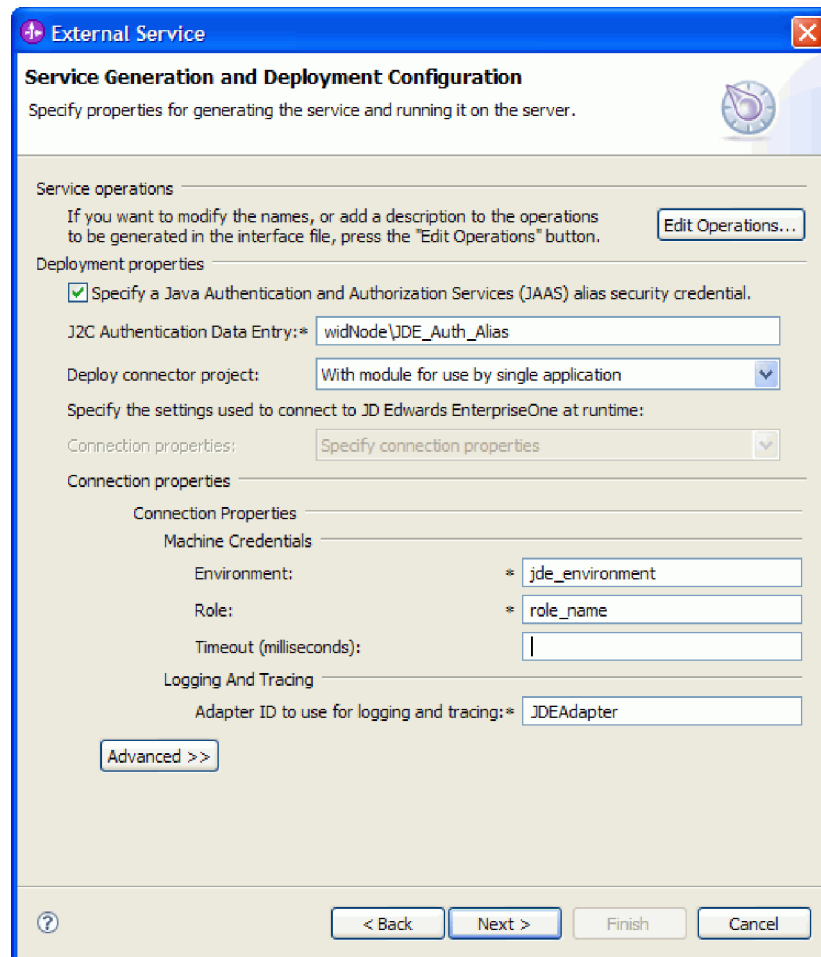 External Service
Service Generation and Deployment Configuration
Specify properties for generating the service and running it on the server.
Service operations
If you want to modify the names, or add a description to the operations
to be generated in the interface file, press the "Edit Operations" button.
Edit Operations...
Deployment properties
Specify a Java Authentication and Authorization Services (JAAS) alias security credential.
J2C Authentication Data Entry:* widNode\JDE_Auth_Alias
Deploy connector project: With module for use by single application
Specify the settings used to connect to JD Edwards EnterpriseOne at runtime:
Connection properties: Specify connection properties
Connection properties
Connection Properties
Machine Credentials
Environment: * jde_environment
Role: * role_name
Timeout (milliseconds):
Logging And Tracing
Adapter ID to use for logging and tracing:* JDEAdapter
Advanced >>
? < Back Next > Finish Cancel